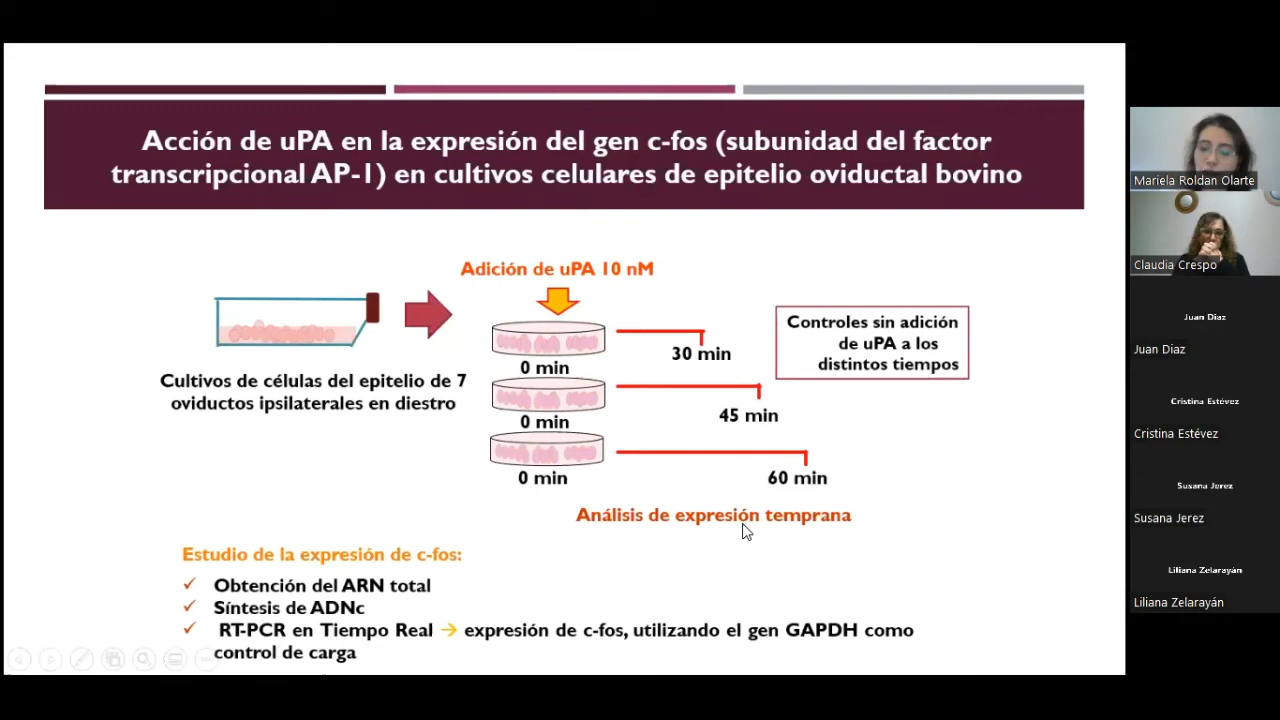 Acción de uPA en la expresión del gen c-fos (subunidad del factor
transcripcional AP-1) en cultivos celulares de epitelio oviductal bovino
Adición de uPA 10 nM
0 min
30 min
0 min
45 min
0 min
60 min
Controles sin adición
de uPA a los
distintos tiempos
Cultivos de células del epitelio de 7
oviductos ipsilaterales en diestro
Análisis de expresión temprana
Estudio de la expresión de c-fos:
✓ Obtención del ARN total
✓ Síntesis de ADNc
✓ RT-PCR en Tiempo Real → expresión de c-fos, utilizando el gen GAPDH como
control de carga
Mariela Roldan Olarte
Claudia Crespo
Juan Diaz
Juan Diaz
Cristina Estévez
Cristina Estévez
Susana Jerez
Susana Jerez
Liliana Zelarayán
Liliana Zelarayán